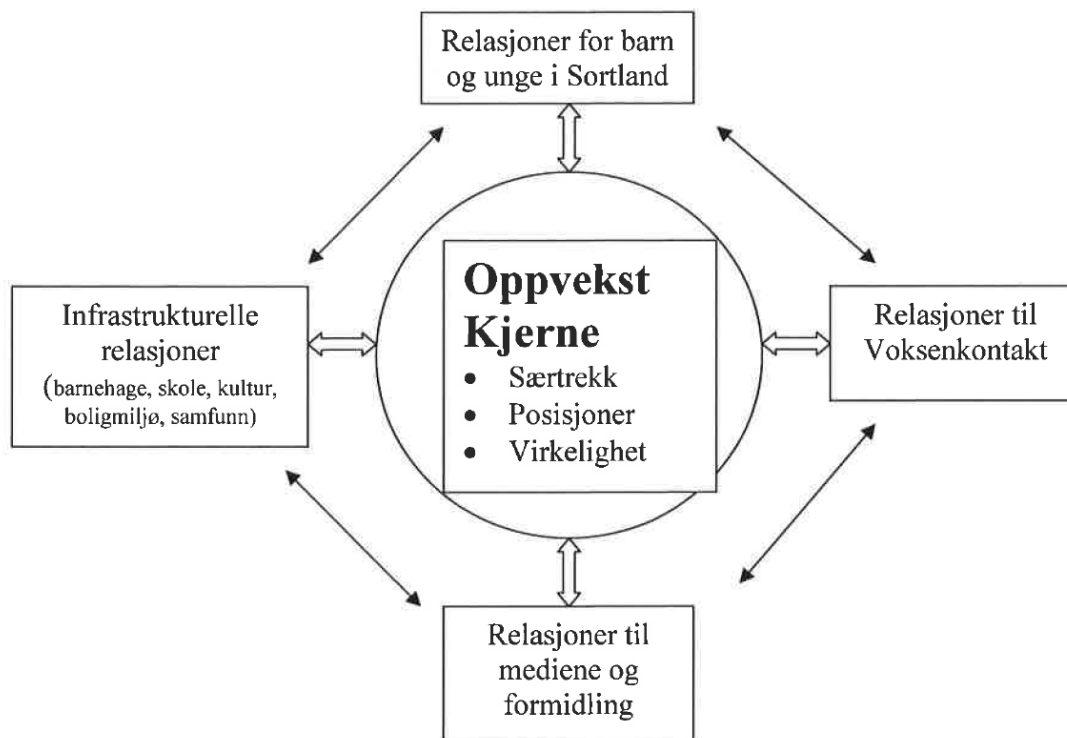 Relasjoner for barn
og unge i Sortland
Oppvekst
Kjerne
• Særtrekk
• Posisjoner
• Virkelighet
Infrastrukturelle
relasjoner
(barnehage, skole, kultur,
boligmiljø, samfunn)
Relasjoner til
Voksenkontakt
Relasjoner til
mediene og
formidling